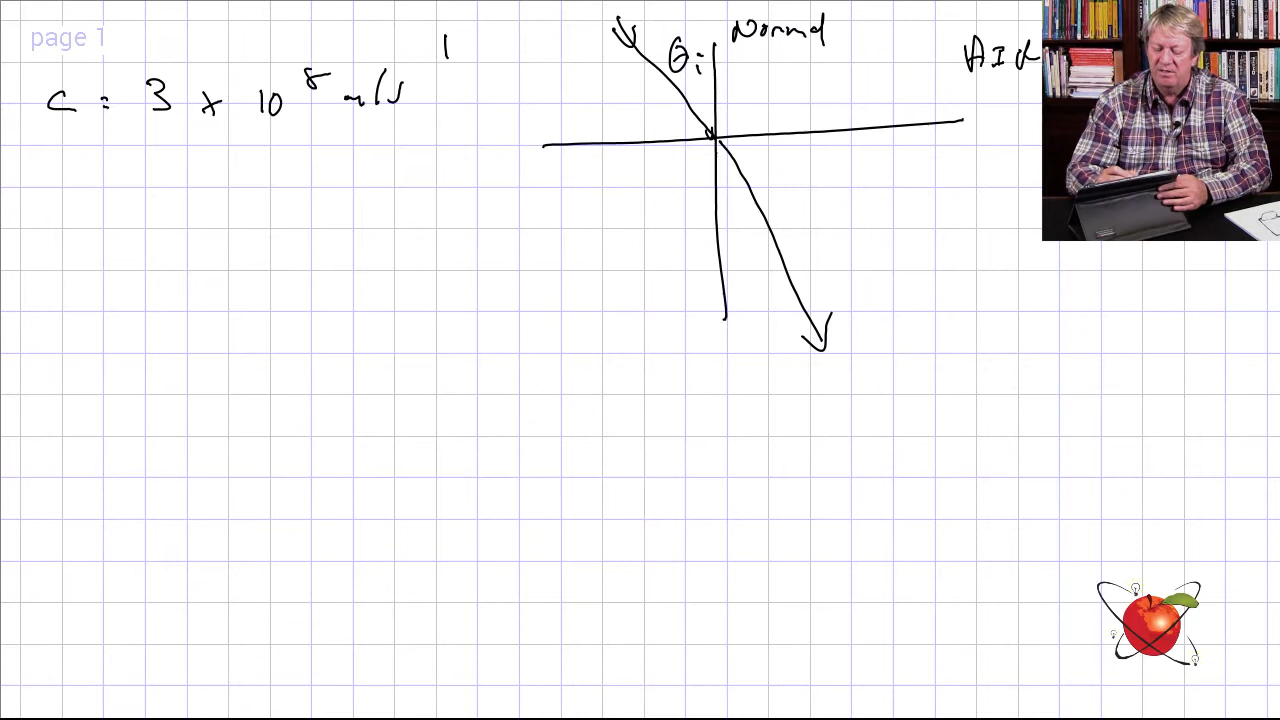 page 1
Normal
θi
Air
c = 3 × 10⁸ m/s